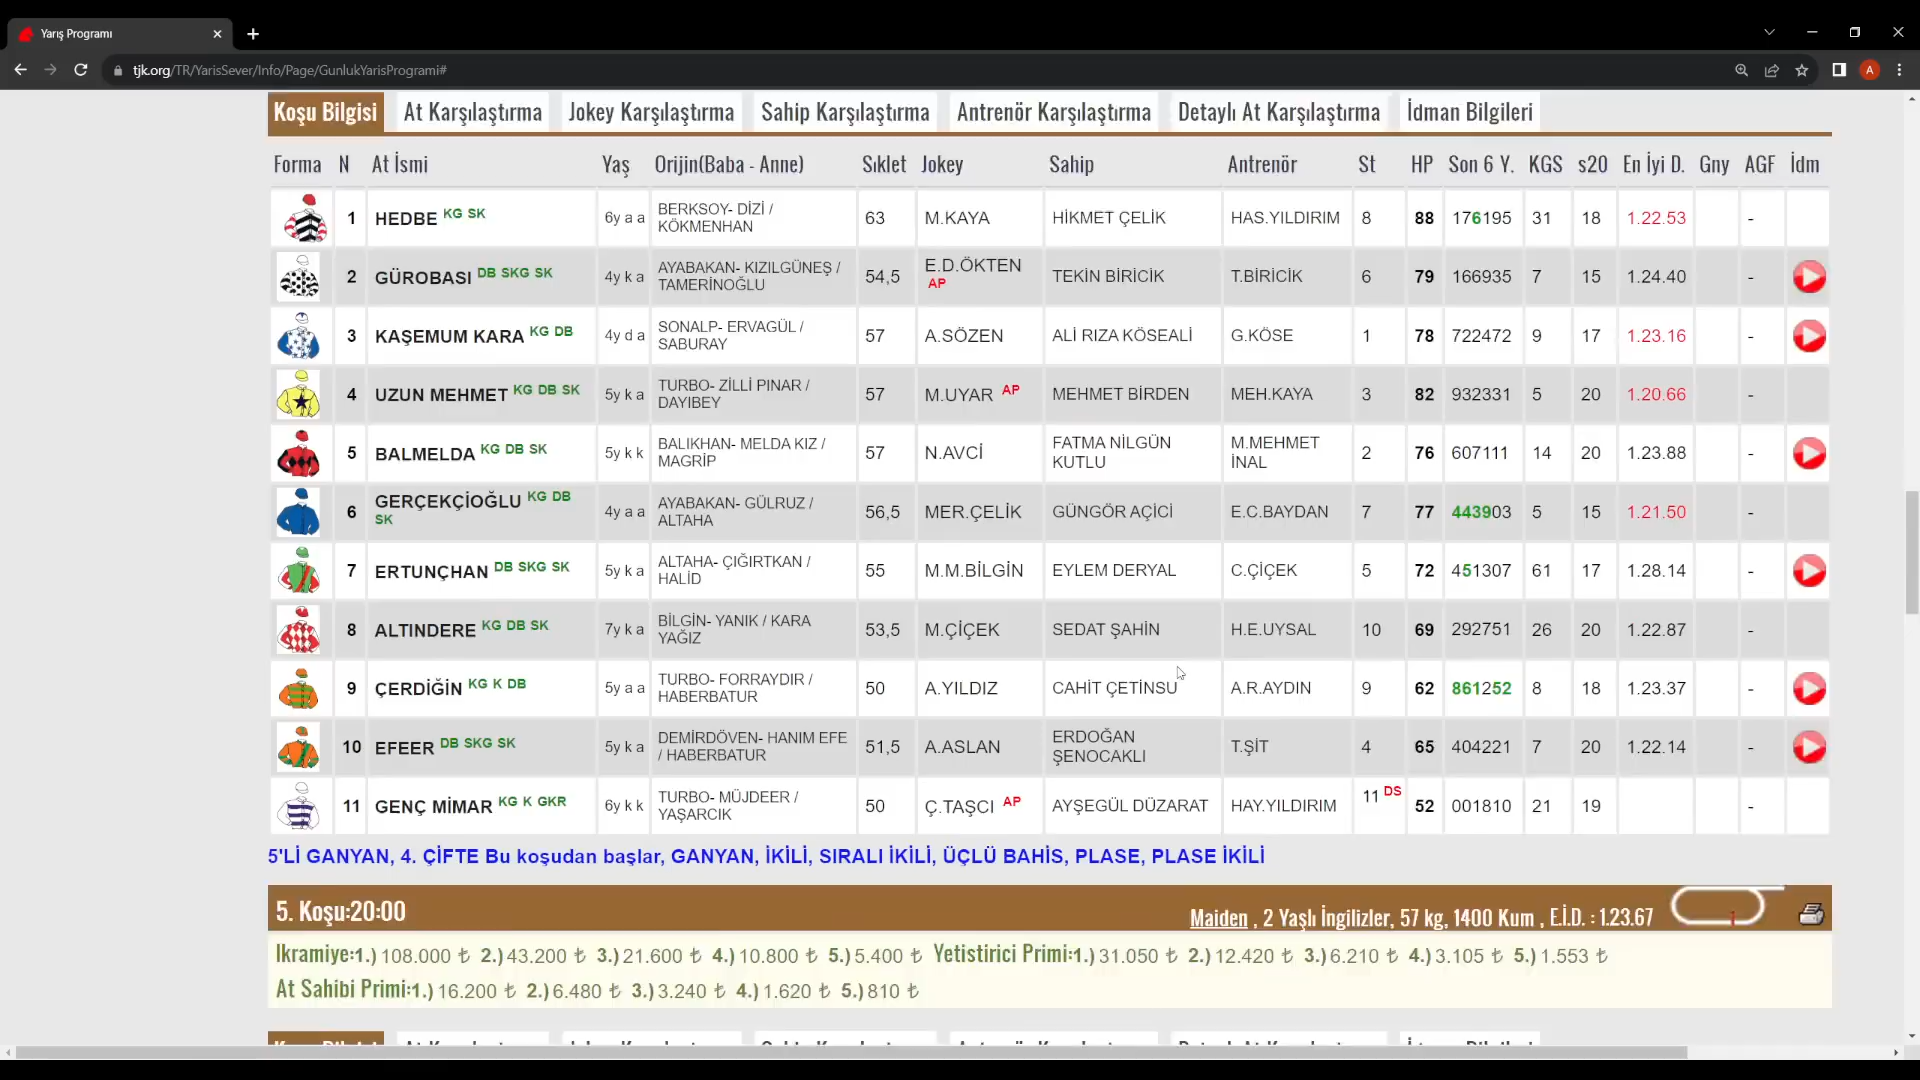 Yarış Programı
tjk.org/TR/YarisSever/Info/Page/GunlukYarisProgrami#
A
Koşu Bilgisi At Karşılaştırma Jokey Karşılaştırma Sahip Karşılaştırma Antrenör Karşılaştırma Detaylı At Karşılaştırma İdman Bilgileri
Forma N At İsmi Yaş Orijin(Baba - Anne) Sıklet Jokey Sahip Antrenör St HP Son 6 Y. KGS s20 En İyi D. Gny AGF İdm
1 HEDBE KG SK 6y a a BERKSOY- DİZİ / KÖKMENHAN 63 M.KAYA HİKMET ÇELİK HAS.YILDIRIM 8 88 176195 31 18 1.22.53 -
2 GÜROBASI DB SKG SK 4y k a AYABAKAN- KIZILGÜNEŞ / TAMERİNOĞLU 54,5 E.D.ÖKTEN AP TEKİN BİRİCİK T.BİRİCİK 6 79 166935 7 15 1.24.40 -
3 KAŞEMUM KARA KG DB 4y d a SONALP- ERVAGÜL / SABURAY 57 A.SÖZEN ALİ RIZA KÖSEALİ G.KÖSE 1 78 722472 9 17 1.23.16 -
4 UZUN MEHMET KG DB SK 5y k a TURBO- ZİLLİ PINAR / DAYIBEY 57 M.UYAR AP MEHMET BİRDEN MEH.KAYA 3 82 932331 5 20 1.20.66 -
5 BALMELDA KG DB SK 5y k k BALIKHAN- MELDA KIZ / MAGRİP 57 N.AVCİ FATMA NİLGÜN KUTLU M.MEHMET İNAL 2 76 607111 14 20 1.23.88 -
6 GERÇEKÇİOĞLU KG DB SK 4y a a AYABAKAN- GÜLRUZ / ALTAHA 56,5 MER.ÇELİK GÜNGÖR AÇİCİ E.C.BAYDAN 7 77 443903 5 15 1.21.50 -
7 ERTUNÇHAN DB SKG SK 5y k a ALTAHA- ÇIĞIRTKAN / HALİD 55 M.M.BİLGİN EYLEM DERYAL C.ÇİÇEK 5 72 451307 61 17 1.28.14 -
8 ALTINDERE KG DB SK 7y k a BİLGİN- YANIK / KARA YAĞIZ 53,5 M.ÇİÇEK SEDAT ŞAHİN H.E.UYSAL 10 69 292751 26 20 1.22.87 -
9 ÇERDİĞİN KG K DB 5y a a TURBO- FORRAYDIR / HABERBATUR 50 A.YILDIZ CAHİT ÇETİNSU A.R.AYDIN 9 62 861252 8 18 1.23.37 -
10 EFEER DB SKG SK 5y k a DEMİRDÖVEN- HANIM EFE / HABERBATUR 51,5 A.ASLAN ERDOĞAN ŞENOCAKLI T.ŞİT 4 65 404221 7 20 1.22.14 -
11 GENÇ MİMAR KG K GKR 6y k k TURBO- MÜJDEER / YAŞARCIK 50 Ç.TAŞCI AP AYŞEGÜL DÜZARAT HAY.YILDIRIM 11 DS 52 001810 21 19 -
5'Lİ GANYAN, 4. ÇİFTE Bu koşudan başlar, GANYAN, İKİLİ, SIRALI İKİLİ, ÜÇLÜ BAHİS, PLASE, PLASE İKİLİ
5. Koşu:20:00 Maiden , 2 Yaşlı İngilizler, 57 kg, 1400 Kum , E.İ.D. : 1.23.67
Ikramiye:1.) 108.000 ₺ 2.) 43.200 ₺ 3.) 21.600 ₺ 4.) 10.800 ₺ 5.) 5.400 ₺ Yetistirici Primi:1.) 31.050 ₺ 2.) 12.420 ₺ 3.) 6.210 ₺ 4.) 3.105 ₺ 5.) 1.553 ₺
At Sahibi Primi:1.) 16.200 ₺ 2.) 6.480 ₺ 3.) 3.240 ₺ 4.) 1.620 ₺ 5.) 810 ₺